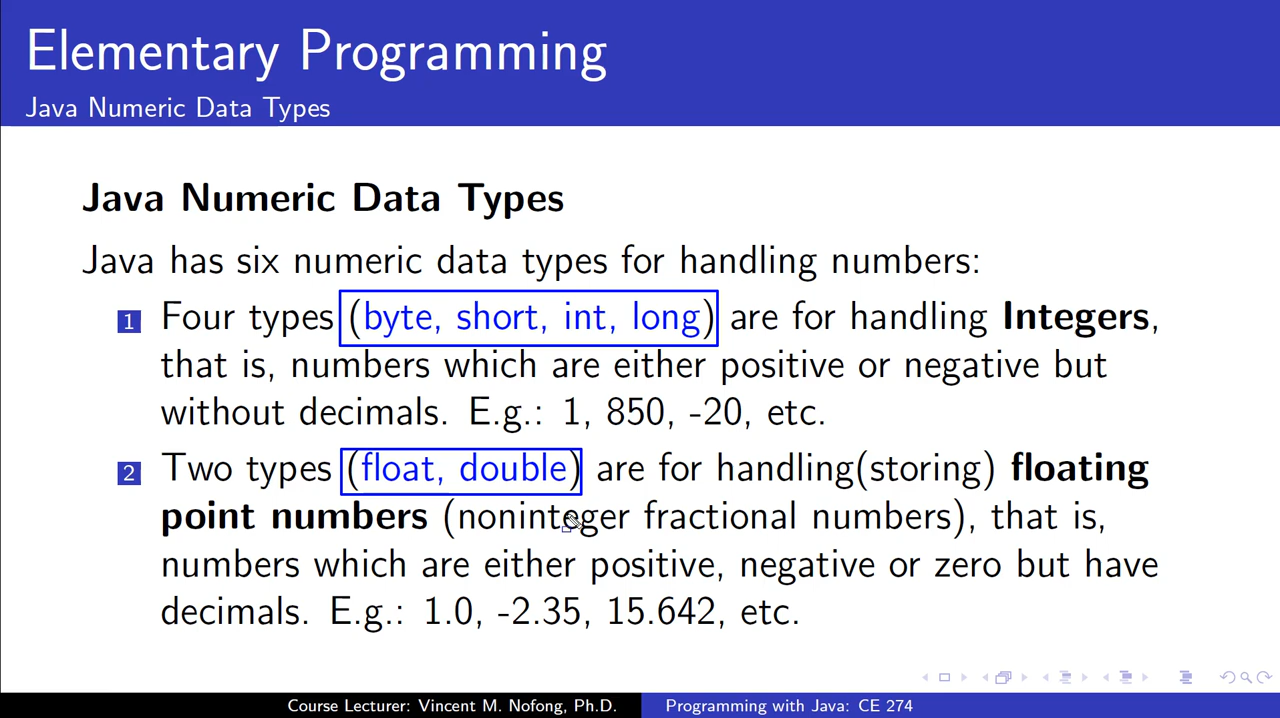 Elementary Programming
Java Numeric Data Types
Java Numeric Data Types
Java has six numeric data types for handling numbers:
1 Four types (byte, short, int, long) are for handling Integers,
that is, numbers which are either positive or negative but
without decimals. E.g.: 1, 850, -20, etc.
2 Two types (float, double) are for handling(storing) floating
point numbers (noninteger fractional numbers), that is,
numbers which are either positive, negative or zero but have
decimals. E.g.: 1.0, -2.35, 15.642, etc.
Course Lecturer: Vincent M. Nofong, Ph.D. Programming with Java: CE 274